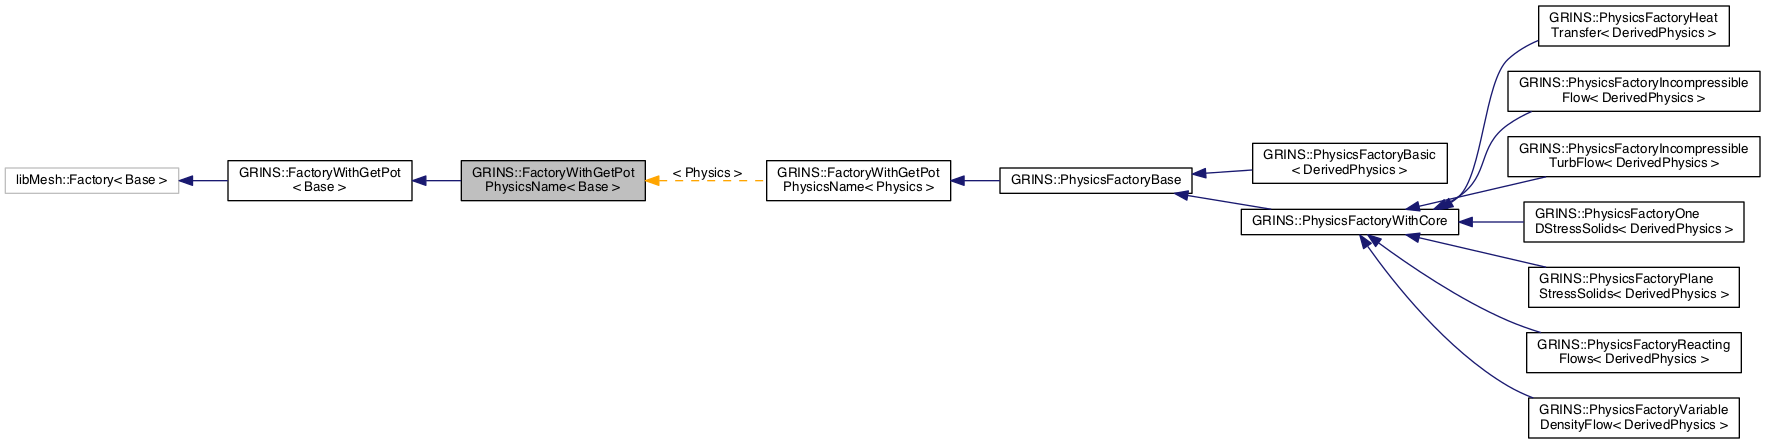 libMesh::Factory< Base >
GRINS::FactoryWithGetPot
< Base >
GRINS::FactoryWithGetPot
PhysicsName< Base >
< Physics >
GRINS::FactoryWithGetPot
PhysicsName< Physics >
GRINS::PhysicsFactoryBase
GRINS::PhysicsFactoryBasic
< DerivedPhysics >
GRINS::PhysicsFactoryWithCore
GRINS::PhysicsFactoryHeat
Transfer< DerivedPhysics >
GRINS::PhysicsFactoryIncompressible
Flow< DerivedPhysics >
GRINS::PhysicsFactoryIncompressible
TurbFlow< DerivedPhysics >
GRINS::PhysicsFactoryOne
DStressSolids< DerivedPhysics >
GRINS::PhysicsFactoryPlane
StressSolids< DerivedPhysics >
GRINS::PhysicsFactoryReacting
Flows< DerivedPhysics >
GRINS::PhysicsFactoryVariable
DensityFlow< DerivedPhysics >